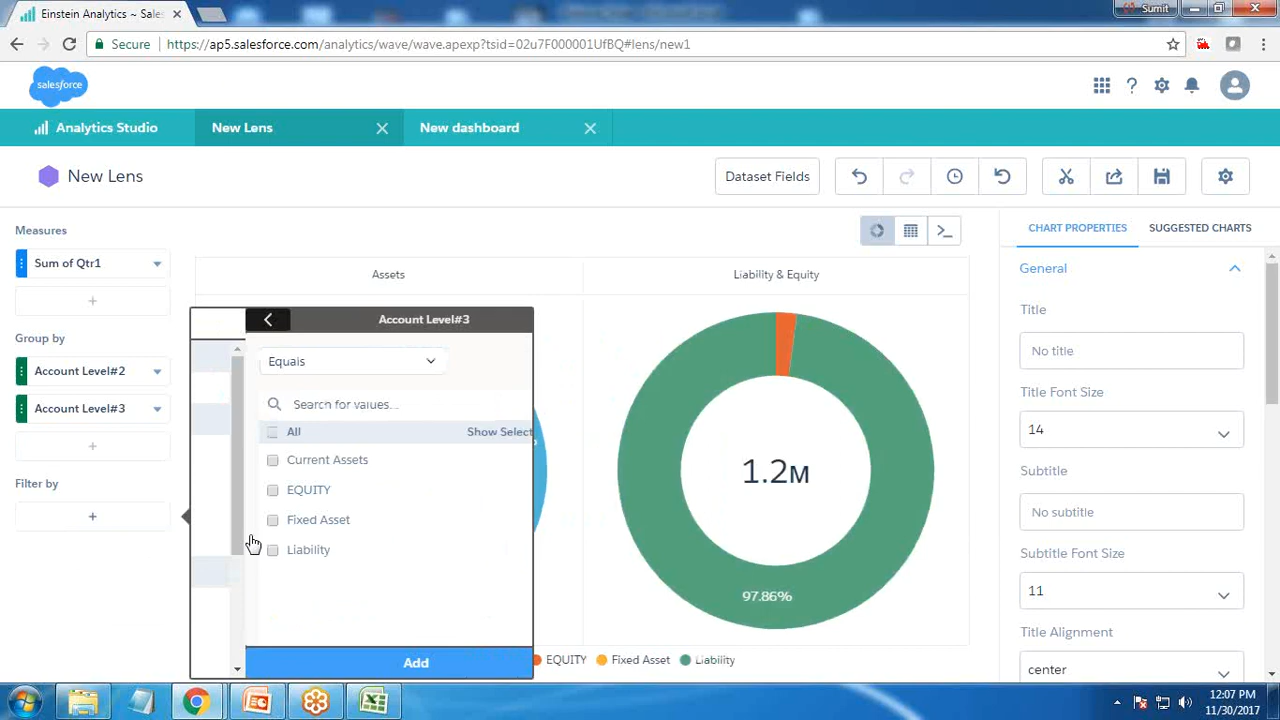 Einstein Analytics ~ Sales
Sumit
Secure
https://ap5.salesforce.com/analytics/wave/wave.apexp?tsid=02u7F000001UfBQ#lens/new1
salesforce
Analytics Studio
New Lens
New dashboard
New Lens
Dataset Fields
Measures
Sum of Qtr1
Group by
Account Level#2
Account Level#3
Filter by
Assets
Liability & Equity
Account Level#3
Equals
Search for values...
All
Show Select
Current Assets
EQUITY
Fixed Asset
Liability
Add
1.2M
97.86%
EQUITY
Fixed Asset
Liability
CHART PROPERTIES
SUGGESTED CHARTS
General
Title
No title
Title Font Size
14
Subtitle
No subtitle
Subtitle Font Size
11
Title Alignment
center
12:07 PM
11/30/2017